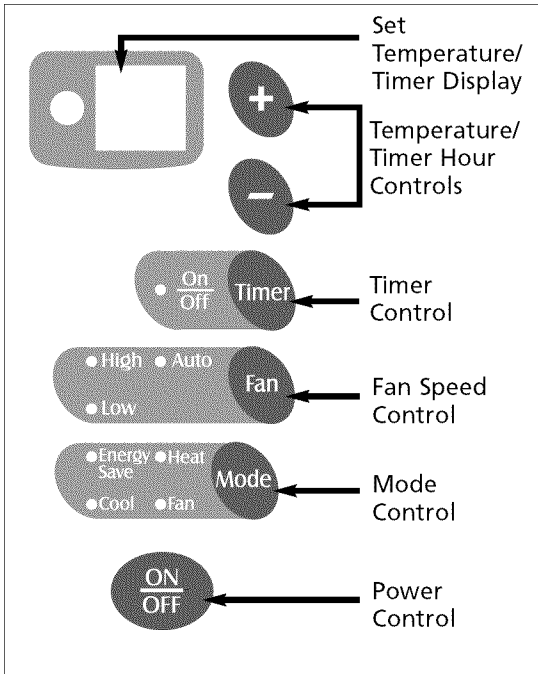 Set
Temperature/
Timer Display
+
Temperature/
Timer Hour
Controls
−
On
Off
Timer
Timer
Control
High Auto
Low
Fan
Fan Speed
Control
Energy
Save
Heat
Cool Fan
Mode
Mode
Control
ON
OFF
Power
Control